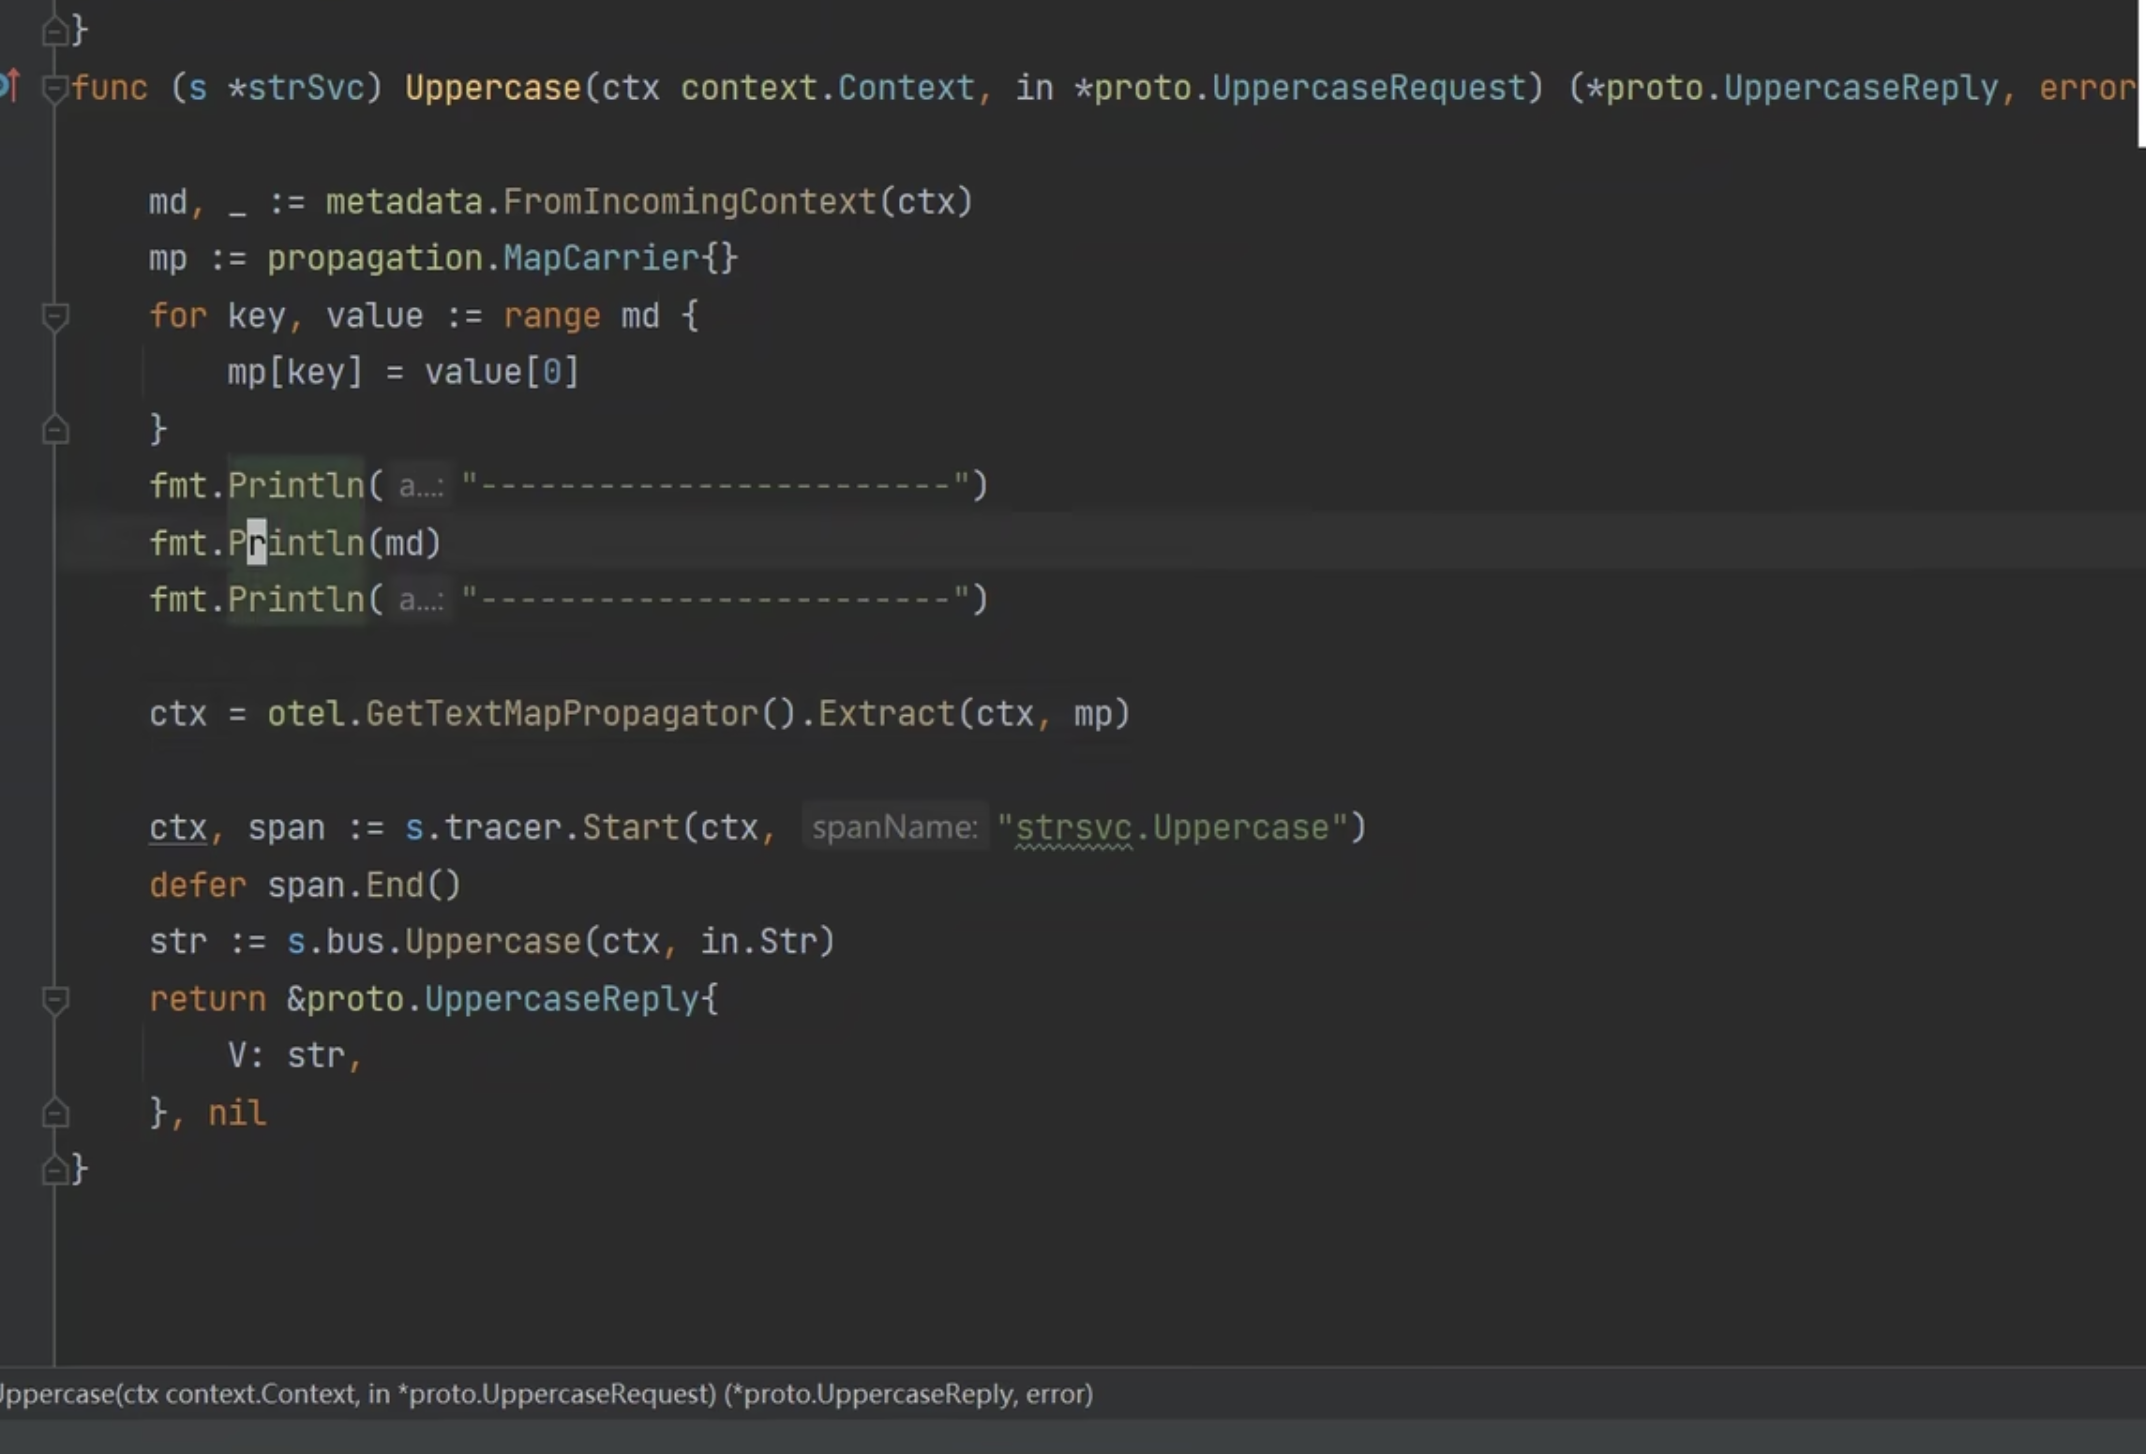 }
func (s *strSvc) Uppercase(ctx context.Context, in *proto.UppercaseRequest) (*proto.UppercaseReply, error
md, _ := metadata.FromIncomingContext(ctx)
mp := propagation.MapCarrier{}
for key, value := range md {
mp[key] = value[0]
}
fmt.Println( a...: "------------------------")
fmt.Println(md)
fmt.Println( a...: "------------------------")
ctx = otel.GetTextMapPropagator().Extract(ctx, mp)
ctx, span := s.tracer.Start(ctx, spanName: "strsvc.Uppercase")
defer span.End()
str := s.bus.Uppercase(ctx, in.Str)
return &proto.UppercaseReply{
V: str,
}, nil
}
Uppercase(ctx context.Context, in *proto.UppercaseRequest) (*proto.UppercaseReply, error)